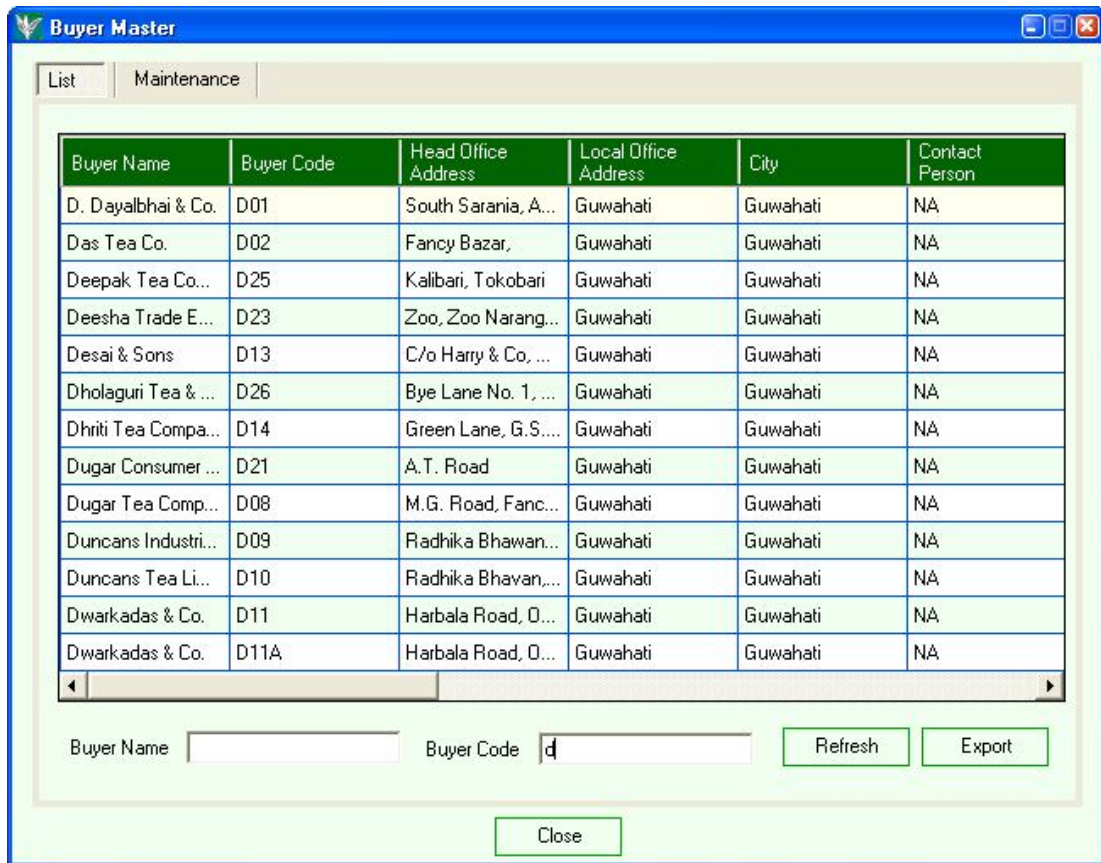 Buyer Master
List Maintenance
Buyer Name Buyer Code Head Office Address Local Office Address City Contact Person
D. Dayalbhai & Co. D01 South Sarania, A... Guwahati Guwahati NA
Das Tea Co. D02 Fancy Bazar, Guwahati Guwahati NA
Deepak Tea Co... D25 Kalibari, Tokobari Guwahati Guwahati NA
Deesha Trade E... D23 Zoo, Zoo Narang... Guwahati Guwahati NA
Desai & Sons D13 C/o Harry & Co, ... Guwahati Guwahati NA
Dholaguri Tea & ... D26 Bye Lane No. 1, ... Guwahati Guwahati NA
Dhriti Tea Compa... D14 Green Lane, G.S.... Guwahati Guwahati NA
Dugar Consumer ... D21 A.T. Road Guwahati Guwahati NA
Dugar Tea Comp... D08 M.G. Road, Fanc... Guwahati Guwahati NA
Duncans Industri... D09 Radhika Bhawan... Guwahati Guwahati NA
Duncans Tea Li... D10 Radhika Bhavan,... Guwahati Guwahati NA
Dwarkadas & Co. D11 Harbala Road, O... Guwahati Guwahati NA
Dwarkadas & Co. D11A Harbala Road, O... Guwahati Guwahati NA
Buyer Name Buyer Code d Refresh Export
Close